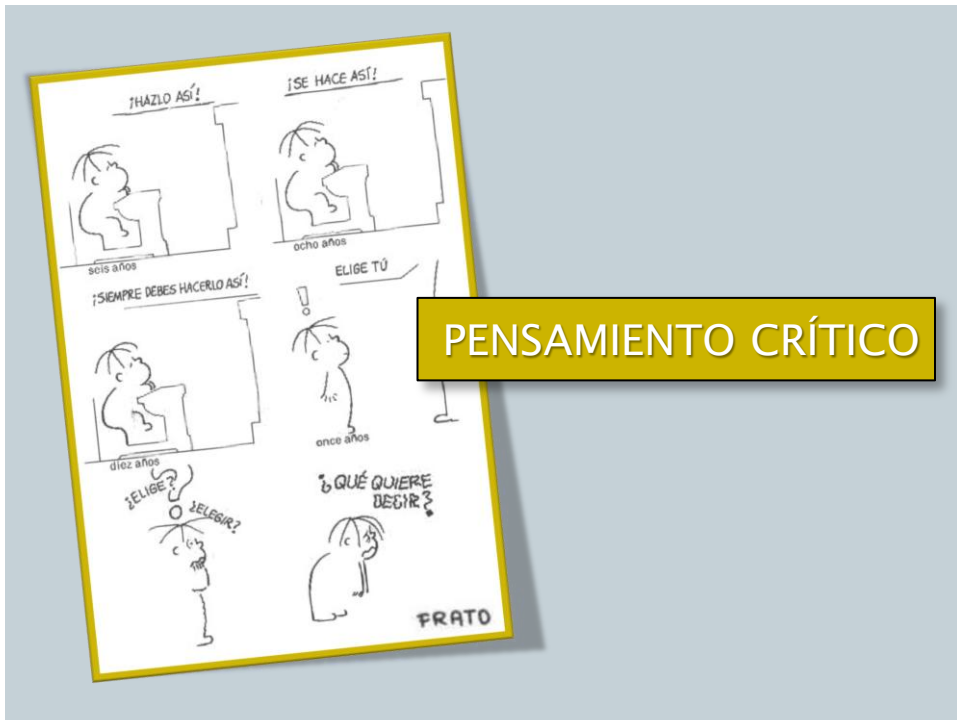 ¡HAZLO ASÍ!
seis años
¡SE HACE ASÍ!
ocho años
¡SIEMPRE DEBES HACERLO ASÍ!
diez años
ELIGE TÚ
!
once años
¿ELIGE?
?
¿ELEGIR?
¿QUÉ QUIERE
DECIR?
FRATO
PENSAMIENTO CRÍTICO